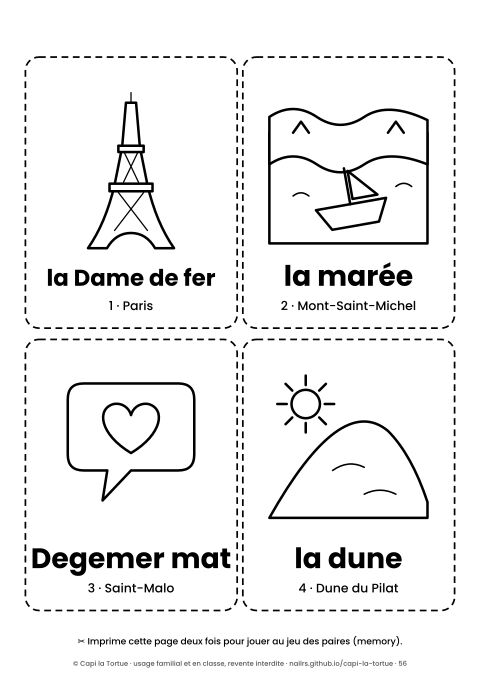 la Dame de fer
1 · Paris
la marée
2 · Mont-Saint-Michel
Degemer mat
3 · Saint-Malo
la dune
4 · Dune du Pilat
✂ Imprime cette page deux fois pour jouer au jeu des paires (memory).
© Capi la Tortue · usage familial et en classe, revente interdite · nailrs.github.io/capi-la-tortue · 56